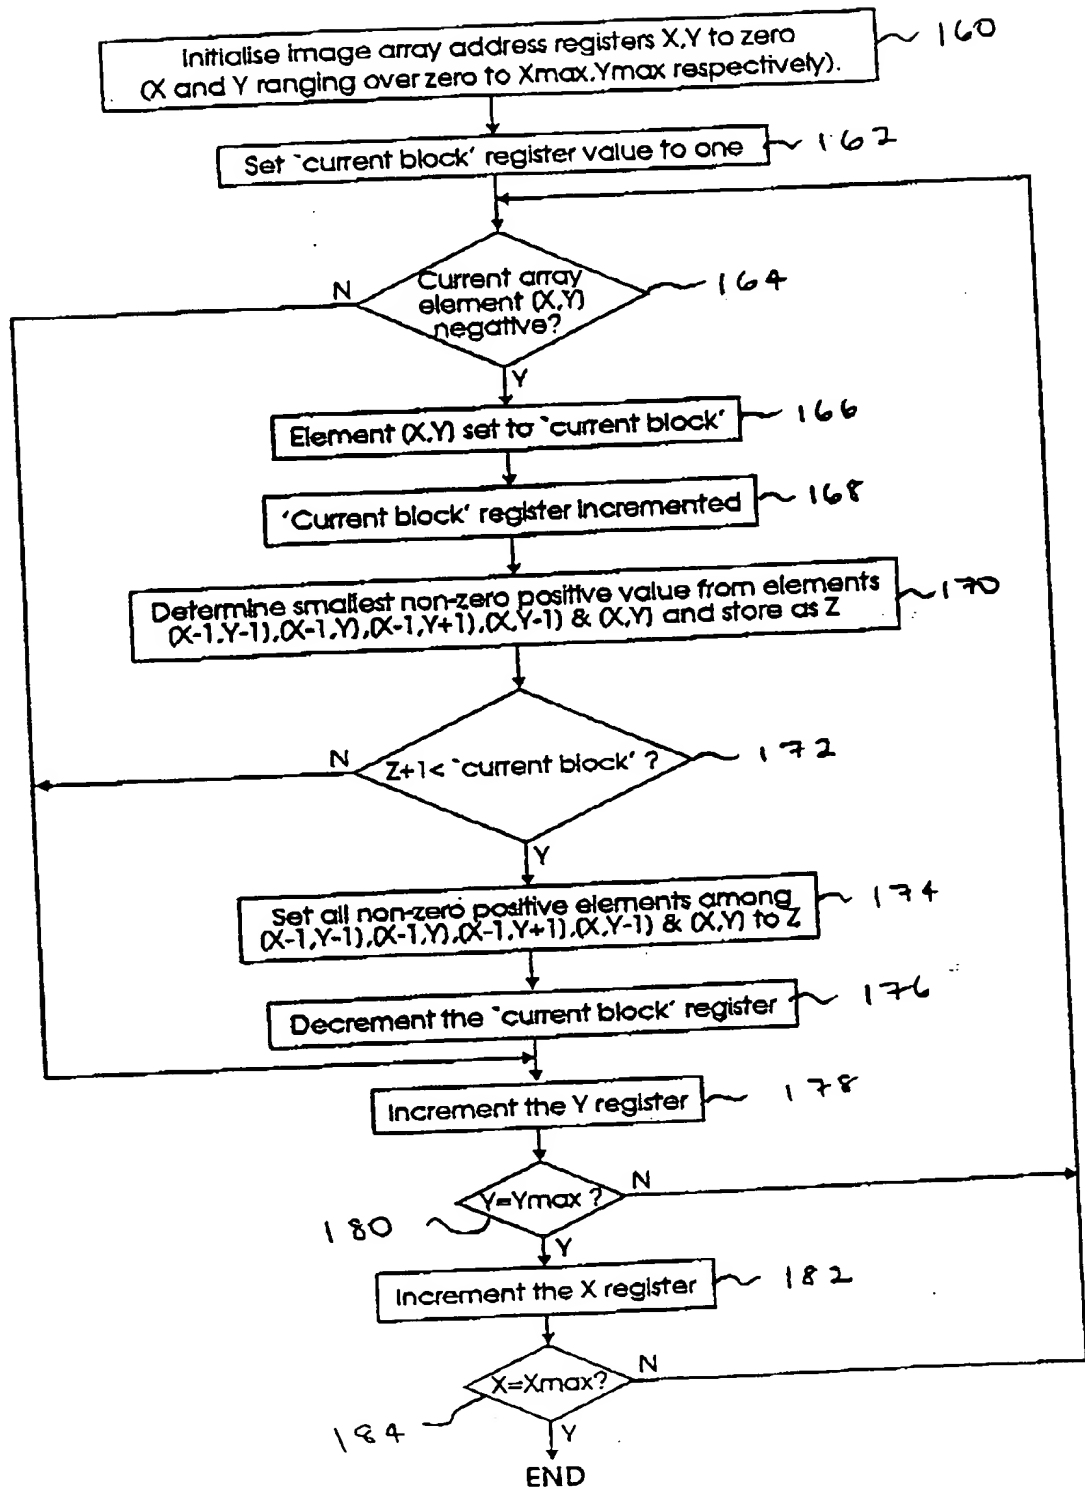 Initialise image array address registers X,Y to zero
(X and Y ranging over zero to Xmax,Ymax respectively).
160
Set `current block' register value to one
162
Current array
element (X,Y)
negative?
164
N
Y
Element (X,Y) set to `current block'
166
'Current block' register incremented
168
Determine smallest non-zero positive value from elements
(X-1,Y-1),(X-1,Y),(X-1,Y+1),(X,Y-1) & (X,Y) and store as Z
170
Z+1< `current block' ?
172
N
Y
Set all non-zero positive elements among
(X-1,Y-1),(X-1,Y),(X-1,Y+1),(X,Y-1) & (X,Y) to Z
174
Decrement the `current block' register
176
Increment the Y register
178
Y=Ymax ?
N
180
Y
Increment the X register
182
X=Xmax?
N
184
Y
END